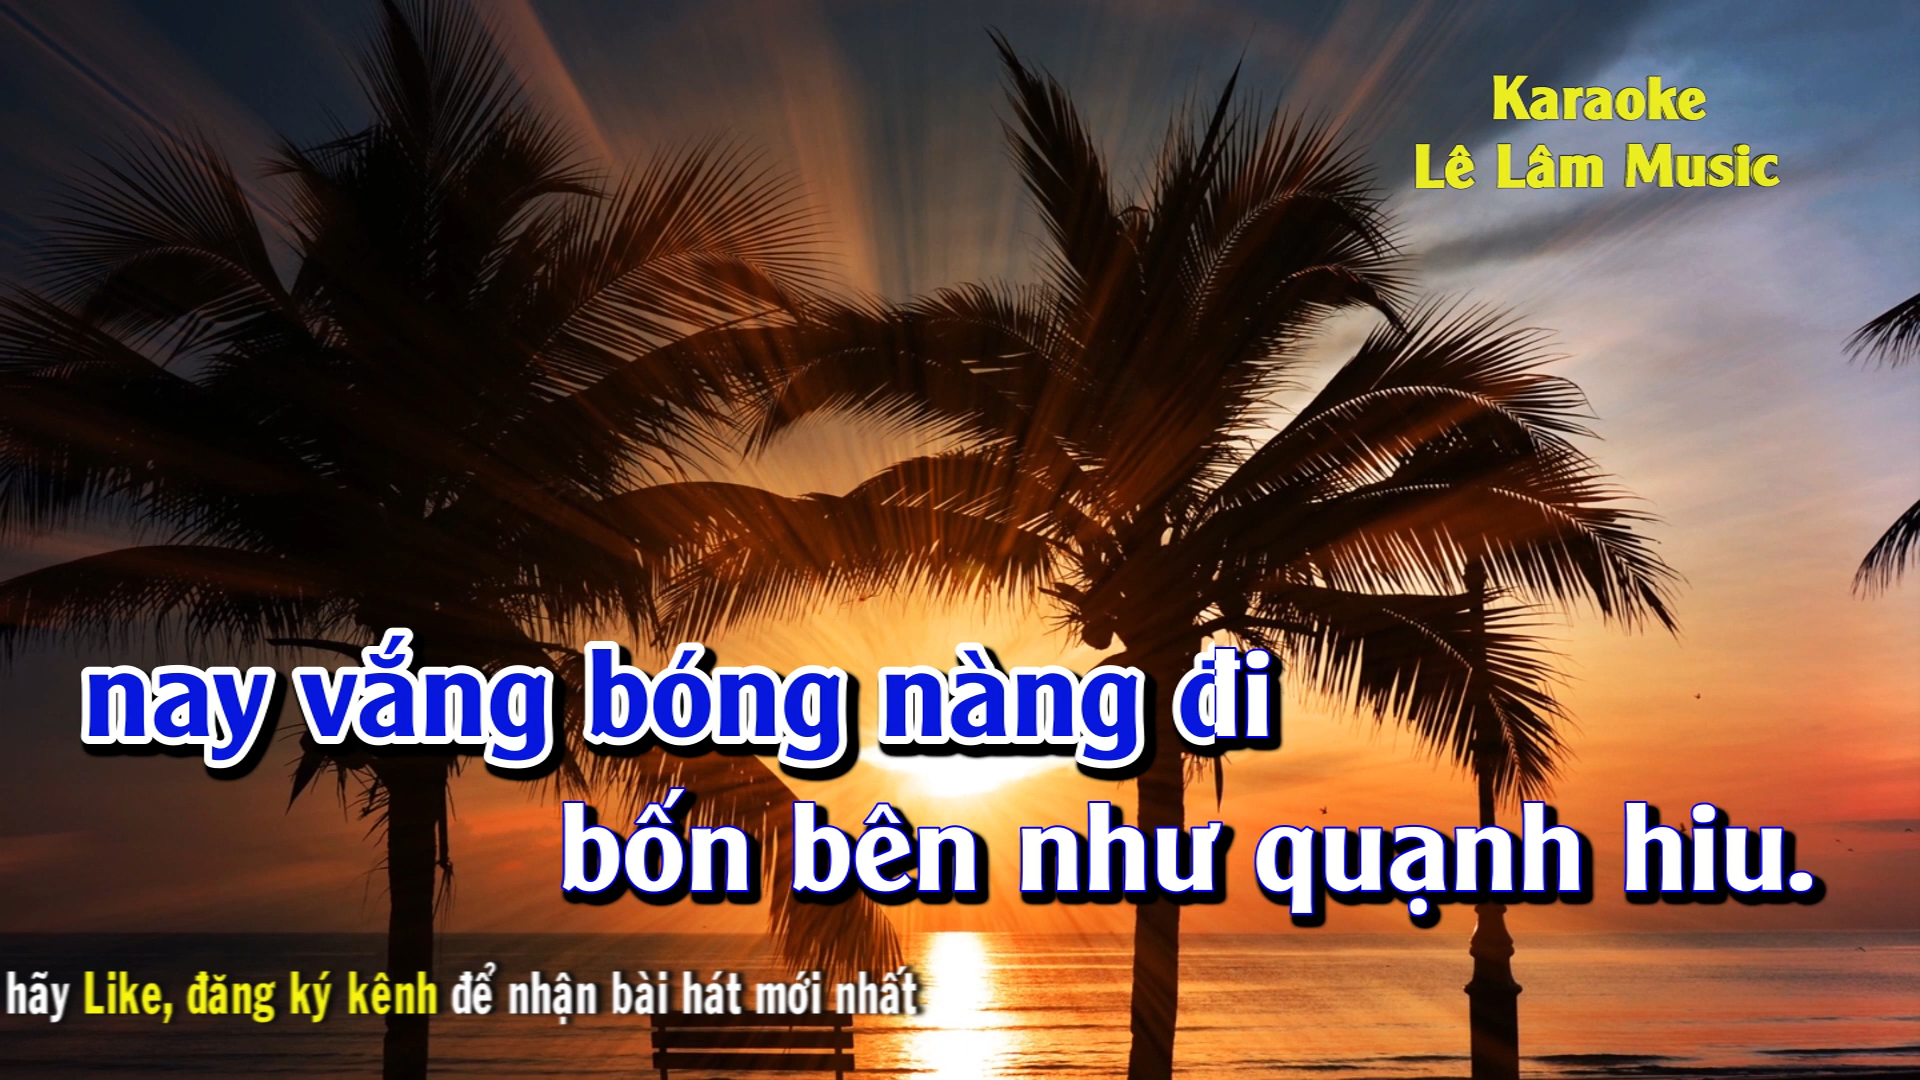 Karaoke
Lê Lâm Music
nay vắng bóng nàng đi
bốn bên như quạnh hiu.
hãy Like, đăng ký kênh để nhận bài hát mới nhất